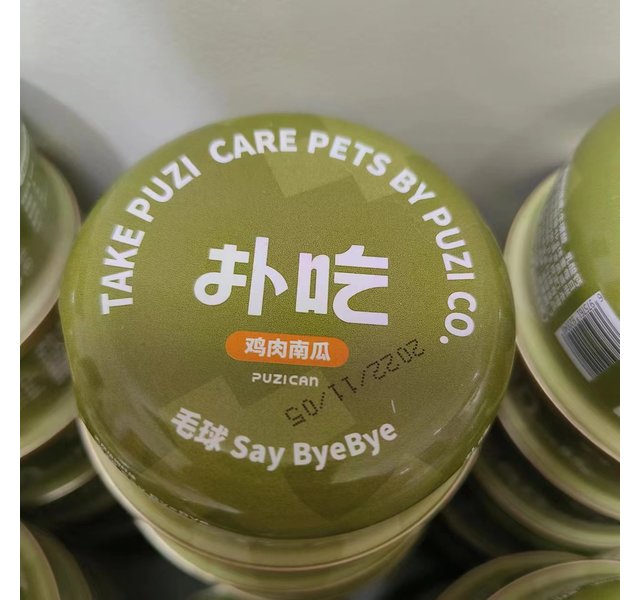 TAKE PUZI CARE PETS BY PUZI CO.
扑吃
鸡肉南瓜
PUZICAN
2022/11/05
毛球 Say ByeBye